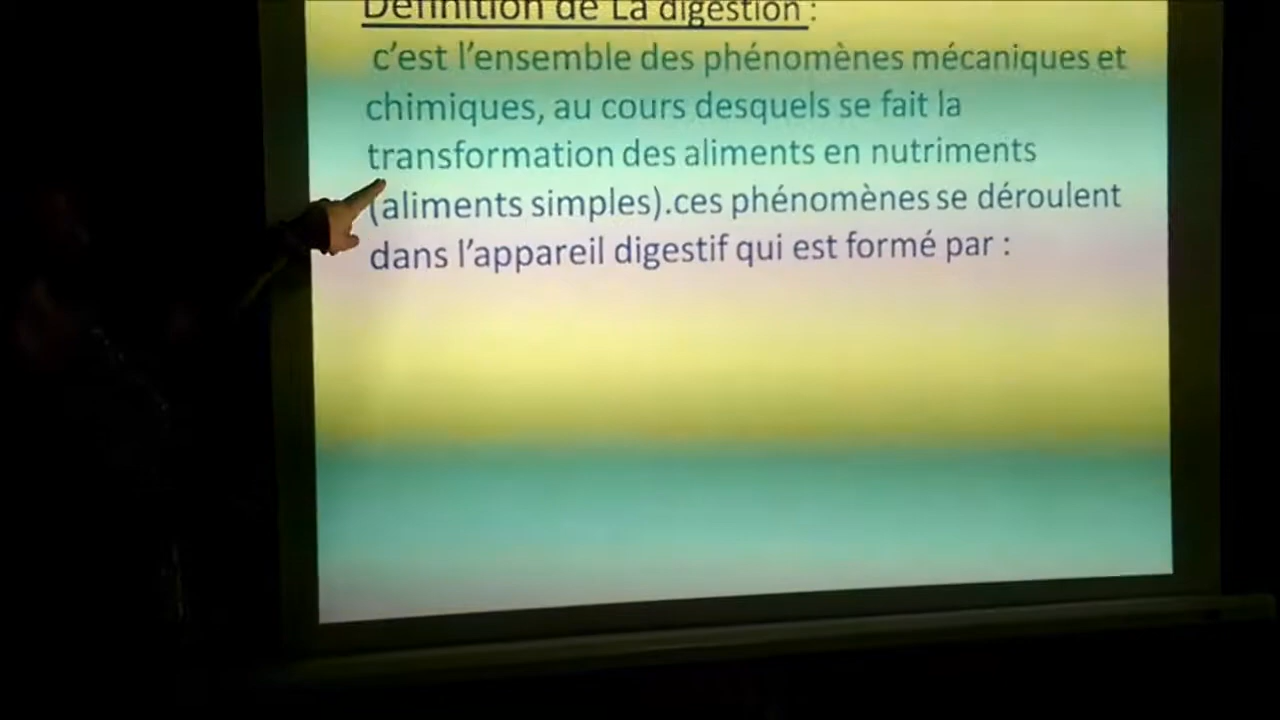 Définition de La digestion :
c'est l'ensemble des phénomènes mécaniques et
chimiques, au cours desquels se fait la
transformation des aliments en nutriments
(aliments simples).ces phénomènes se déroulent
dans l'appareil digestif qui est formé par :